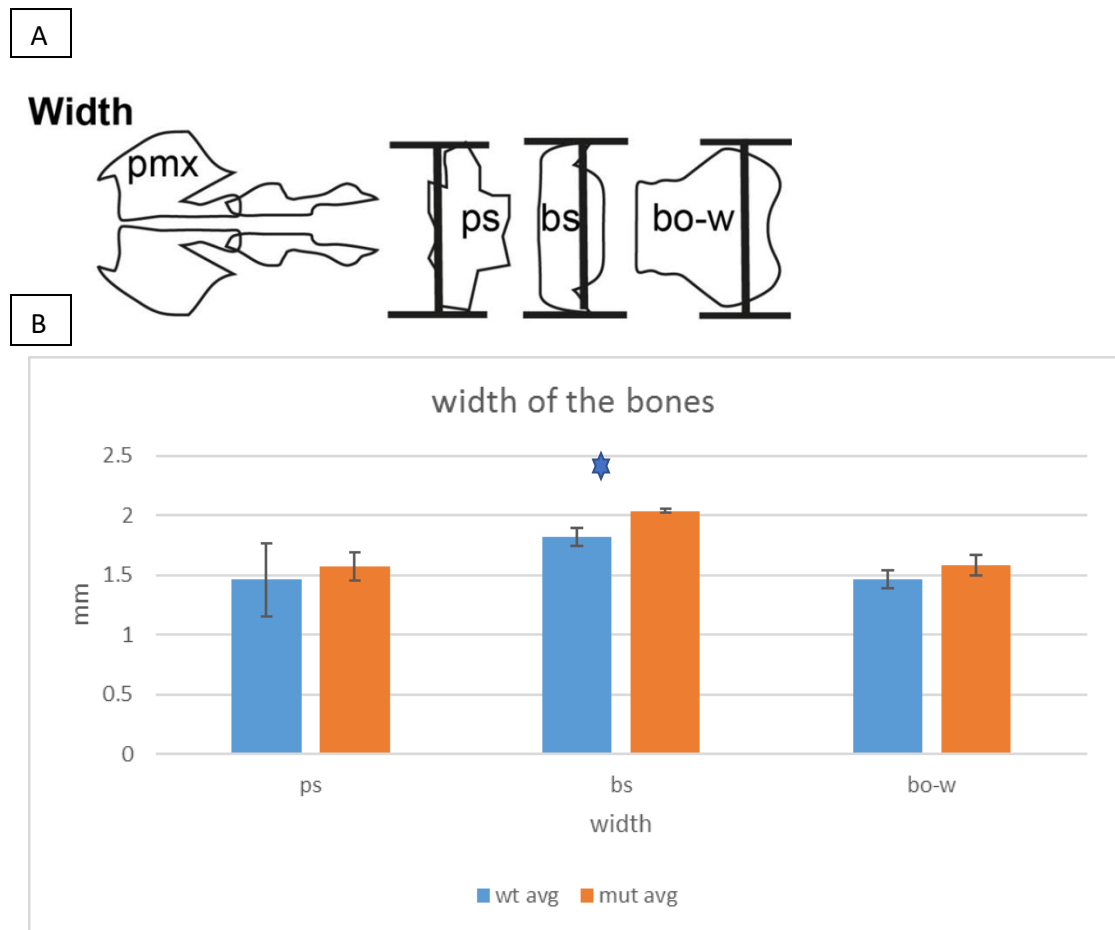 A
Width
pmx
ps
bs
bo-w
B
width of the bones
2.5
2
1.5
1
0.5
0
mm
ps
bs
bo-w
width
wt avg
mut avg